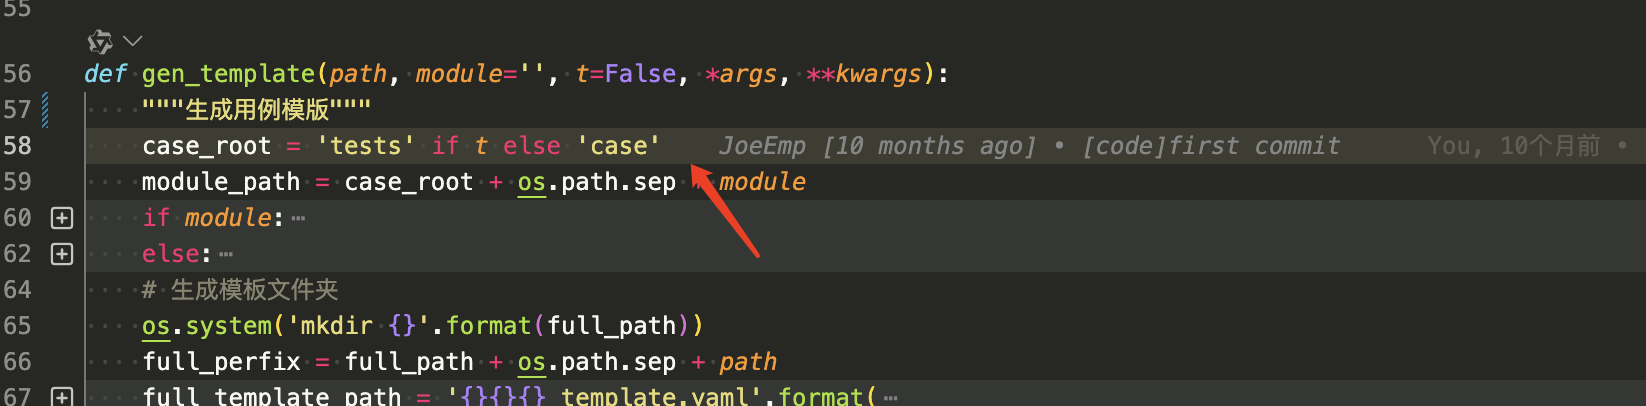 55
56 def gen_template(path, module='', t=False, *args, **kwargs):
57 """生成用例模版"""
58 case_root = 'tests' if t else 'case' JoeEmp [10 months ago] • [code]first commit You, 10个月前 •
59 module_path = case_root + os.path.sep + module
60 if module: ⋯
62 else: ⋯
64 # 生成模板文件夹
65 os.system('mkdir {}'.format(full_path))
66 full_perfix = full_path + os.path.sep + path
67 full_template_path = '{}{}{}_template.yaml'.format( ⋯